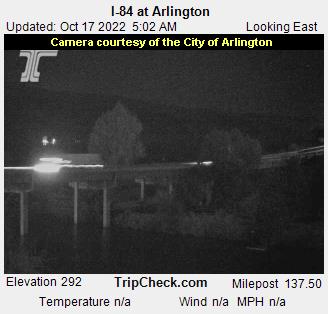 I-84 at Arlington
Updated: Oct 17 2022 5:02 AM Looking East
Camera courtesy of the City of Arlington
Elevation 292 TripCheck.com Milepost 137.50
Temperature n/a Wind n/a MPH n/a